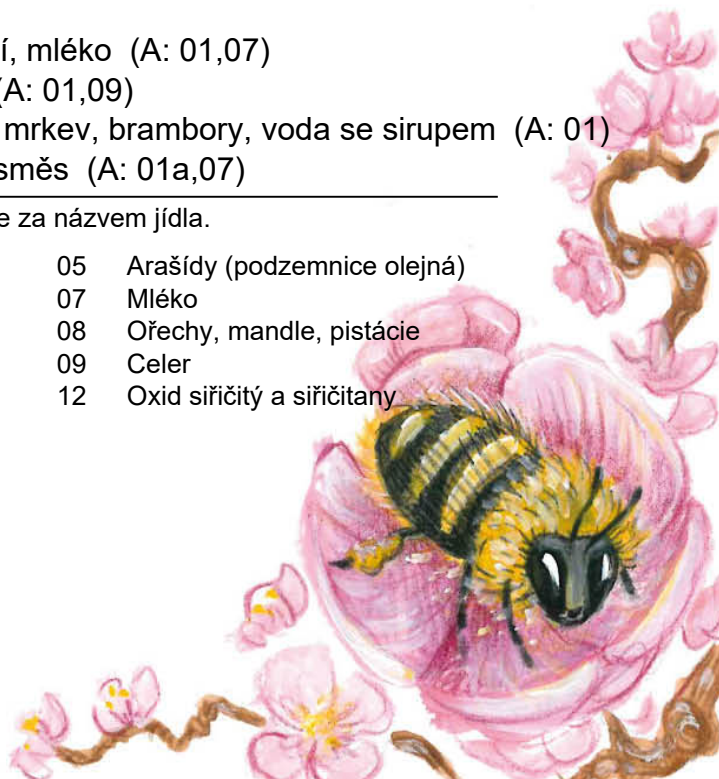 í, mléko (A: 01,07)
(A: 01,09)
mrkev, brambory, voda se sirupem (A: 01)
směs (A: 01a,07)
e za názvem jídla.
05 Arašídy (podzemnice olejná)
07 Mléko
08 Ořechy, mandle, pistácie
09 Celer
12 Oxid siřičitý a siřičitany